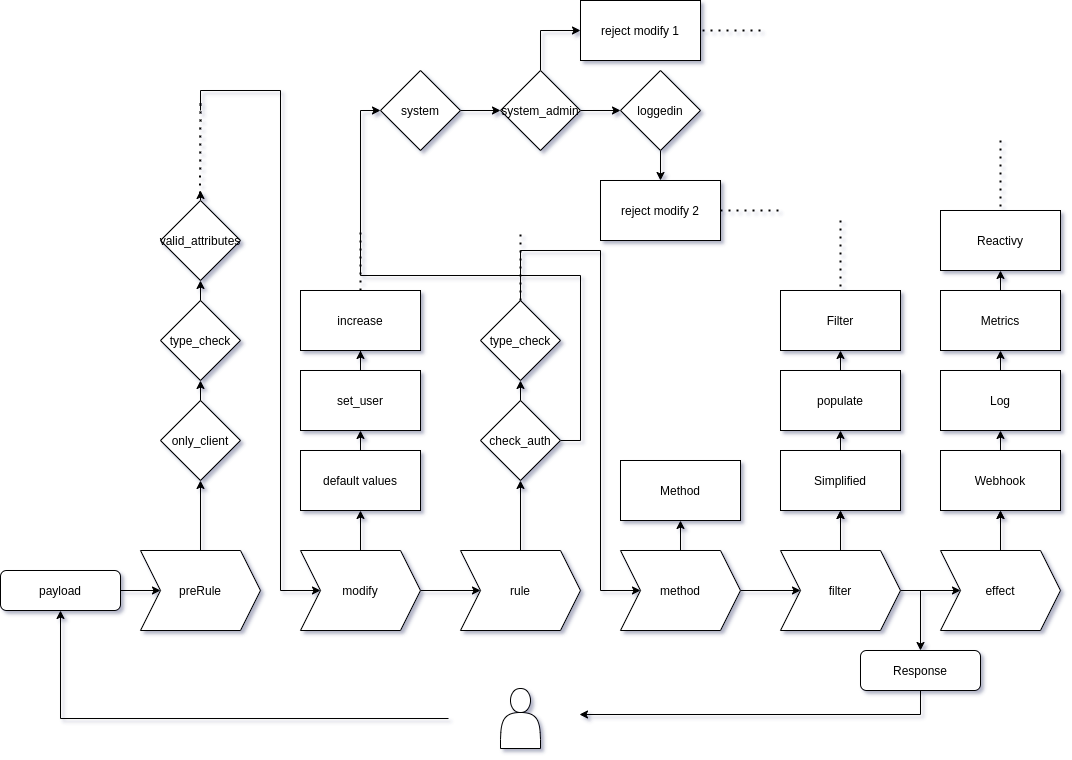 reject modify 1
system
system_admin
loggedin
reject modify 2
valid_attributes
type_check
only_client
increase
set_user
default values
type_check
check_auth
Method
Filter
populate
Simplified
Reactivy
Metrics
Log
Webhook
payload
preRule
modify
rule
method
filter
effect
Response